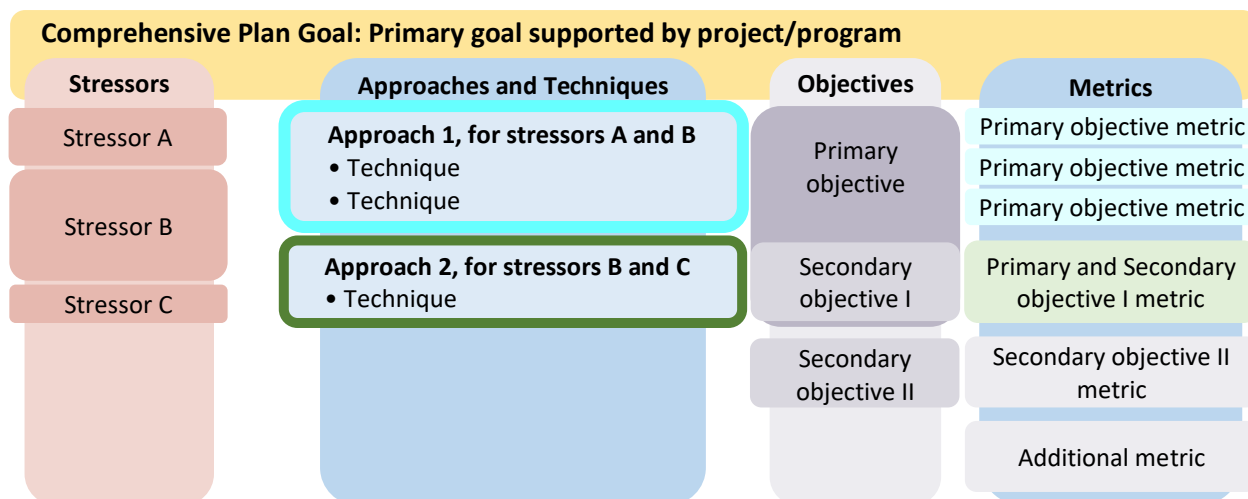 Comprehensive Plan Goal: Primary goal supported by project/program
Stressors
Stressor A
Stressor B
Stressor C
Approaches and Techniques
Approach 1, for stressors A and B
• Technique
• Technique
Approach 2, for stressors B and C
• Technique
Objectives
Primary
objective
Secondary
objective I
Secondary
objective II
Metrics
Primary objective metric
Primary objective metric
Primary objective metric
Primary and Secondary
objective I metric
Secondary objective II
metric
Additional metric